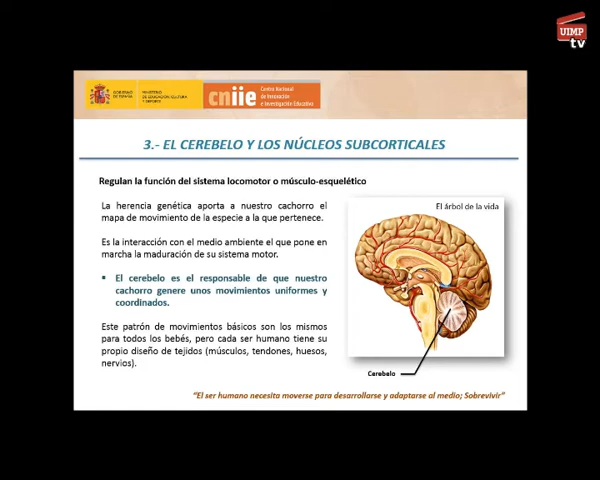 UIMP
tv
GOBIERNO
DE ESPAÑA
MINISTERIO
DE EDUCACIÓN, CULTURA
Y DEPORTE
cniie
Centro Nacional
de Innovación
e Investigación Educativa
3.- EL CEREBELO Y LOS NÚCLEOS SUBCORTICALES
Regulan la función del sistema locomotor o músculo-esquelético
La herencia genética aporta a nuestro cachorro el
mapa de movimiento de la especie a la que pertenece.
Es la interacción con el medio ambiente el que pone en
marcha la maduración de su sistema motor.
▪ El cerebelo es el responsable de que nuestro
cachorro genere unos movimientos uniformes y
coordinados.
Este patrón de movimientos básicos son los mismos
para todos los bebés, pero cada ser humano tiene su
propio diseño de tejidos (músculos, tendones, huesos,
nervios).
El árbol de la vida
Cerebelo
"El ser humano necesita moverse para desarrollarse y adaptarse al medio; Sobrevivir"